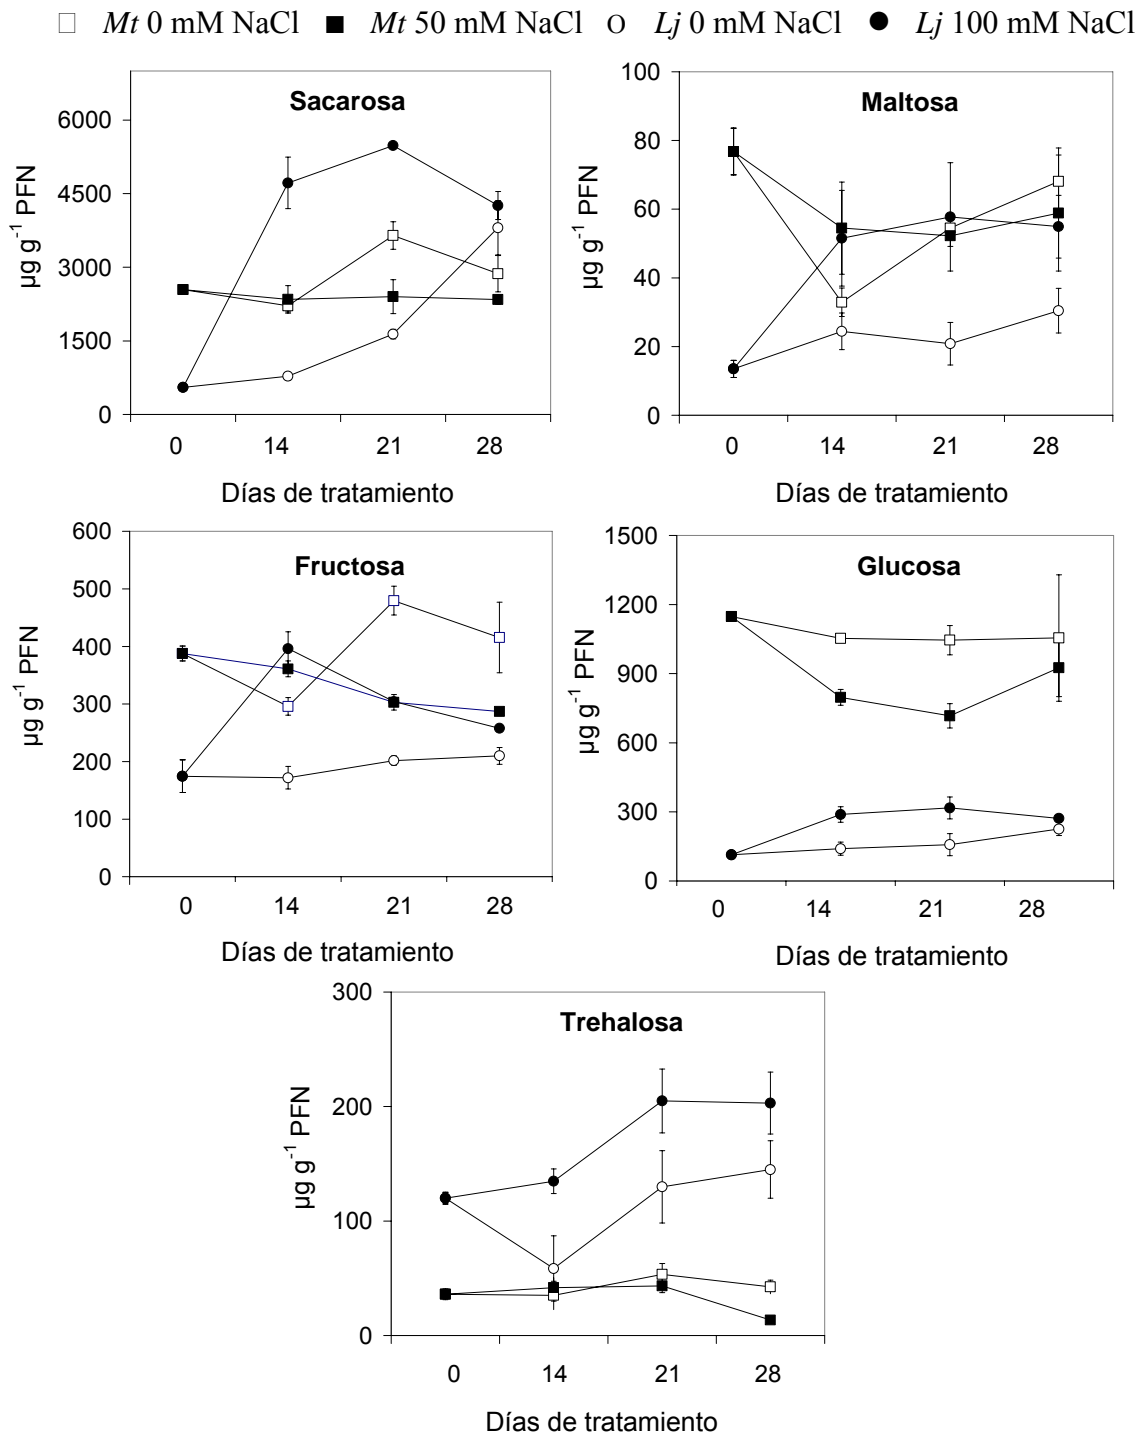 Mt 0 mM NaCl Mt 50 mM NaCl Lj 0 mM NaCl Lj 100 mM NaCl
Sacarosa
6000
4500
3000
1500
0
µg g-1 PFN
0 14 21 28
Días de tratamiento
Maltosa
100
80
60
40
20
0
µg g-1 PFN
0 14 21 28
Días de tratamiento
Fructosa
600
500
400
300
200
100
0
µg g-1 PFN
0 14 21 28
Días de tratamiento
Glucosa
1500
1200
900
600
300
0
µg g-1 PFN
0 14 21 28
Días de tratamiento
Trehalosa
300
200
100
0
µg g-1 PFN
0 14 21 28
Días de tratamiento